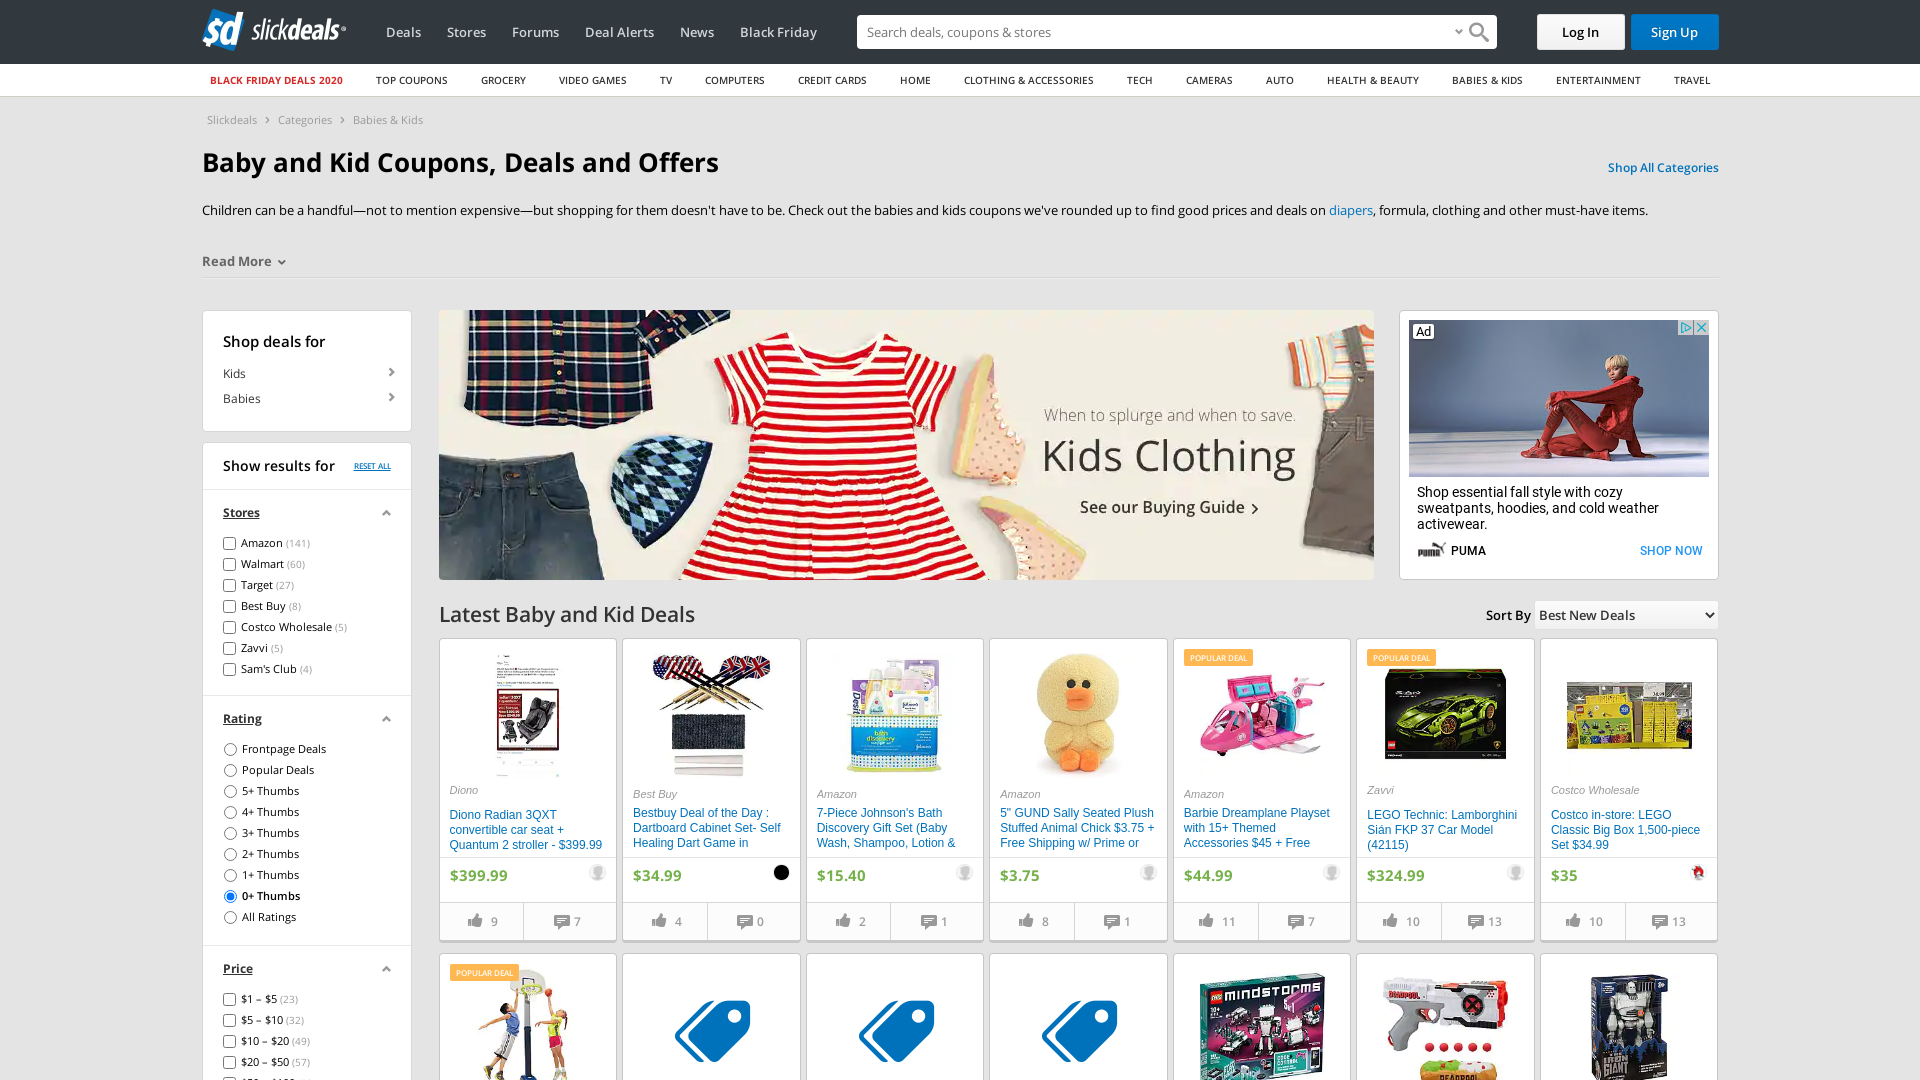 slickdeals
Deals
Stores
Forums
Deal Alerts
News
Black Friday
Search deals, coupons & stores
Log In
Sign Up
BLACK FRIDAY DEALS 2020
TOP COUPONS
GROCERY
VIDEO GAMES
TV
COMPUTERS
CREDIT CARDS
HOME
CLOTHING & ACCESSORIES
TECH
CAMERAS
AUTO
HEALTH & BEAUTY
BABIES & KIDS
ENTERTAINMENT
TRAVEL
Slickdeals > Categories > Babies & Kids
Baby and Kid Coupons, Deals and Offers
Shop All Categories
Children can be a handful—not to mention expensive—but shopping for them doesn't have to be. Check out the babies and kids coupons we've rounded up to find good prices and deals on diapers, formula, clothing and other must-have items.
Read More
Shop deals for
Kids
Babies
Show results for
RESET ALL
Stores
Amazon (141)
Walmart (60)
Target (27)
Best Buy (8)
Costco Wholesale (5)
Zavvi (5)
Sam's Club (4)
Rating
Frontpage Deals
Popular Deals
5+ Thumbs
4+ Thumbs
3+ Thumbs
2+ Thumbs
1+ Thumbs
0+ Thumbs
All Ratings
Price
$1 – $5 (23)
$5 – $10 (32)
$10 – $20 (49)
$20 – $50 (57)
When to splurge and when to save.
Kids Clothing
See our Buying Guide >
Ad
Shop essential fall style with cozy
sweatpants, hoodies, and cold weather
activewear.
PUMA
SHOP NOW
Latest Baby and Kid Deals
Sort By
Best New Deals
Diono
Diono Radian 3QXT
convertible car seat +
Quantum 2 stroller - $399.99
$399.99
9
7
Best Buy
Bestbuy Deal of the Day :
Dartboard Cabinet Set- Self
Healing Dart Game in
$34.99
4
0
Amazon
7-Piece Johnson's Bath
Discovery Gift Set (Baby
Wash, Shampoo, Lotion &
$15.40
2
1
Amazon
5" GUND Sally Seated Plush
Stuffed Animal Chick $3.75 +
Free Shipping w/ Prime or
$3.75
8
1
POPULAR DEAL
Amazon
Barbie Dreamplane Playset
with 15+ Themed
Accessories $45 + Free
$44.99
11
7
POPULAR DEAL
Zavvi
LEGO Technic: Lamborghini
Sián FKP 37 Car Model
(42115)
$324.99
10
13
Costco Wholesale
Costco in-store: LEGO
Classic Big Box 1,500-piece
Set $34.99
$35
10
13
POPULAR DEAL
MINDSTORMS
DEADPOOL
DEADPOOL
IRON
GIANT